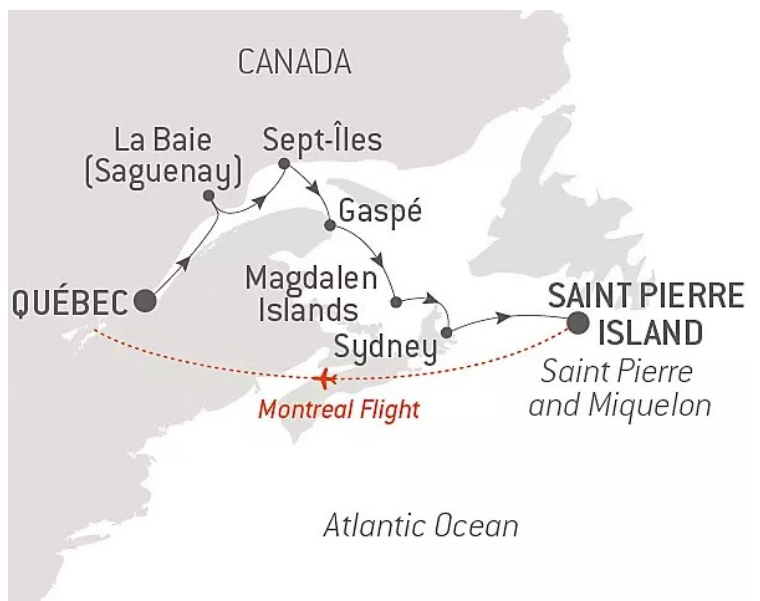 CANADA
La Baie
(Saguenay)
Sept-Îles
Gaspé
Magdalen
Islands
QUÉBEC
SAINT PIERRE
ISLAND
Sydney
Saint Pierre
and Miquelon
Montreal Flight
Atlantic Ocean